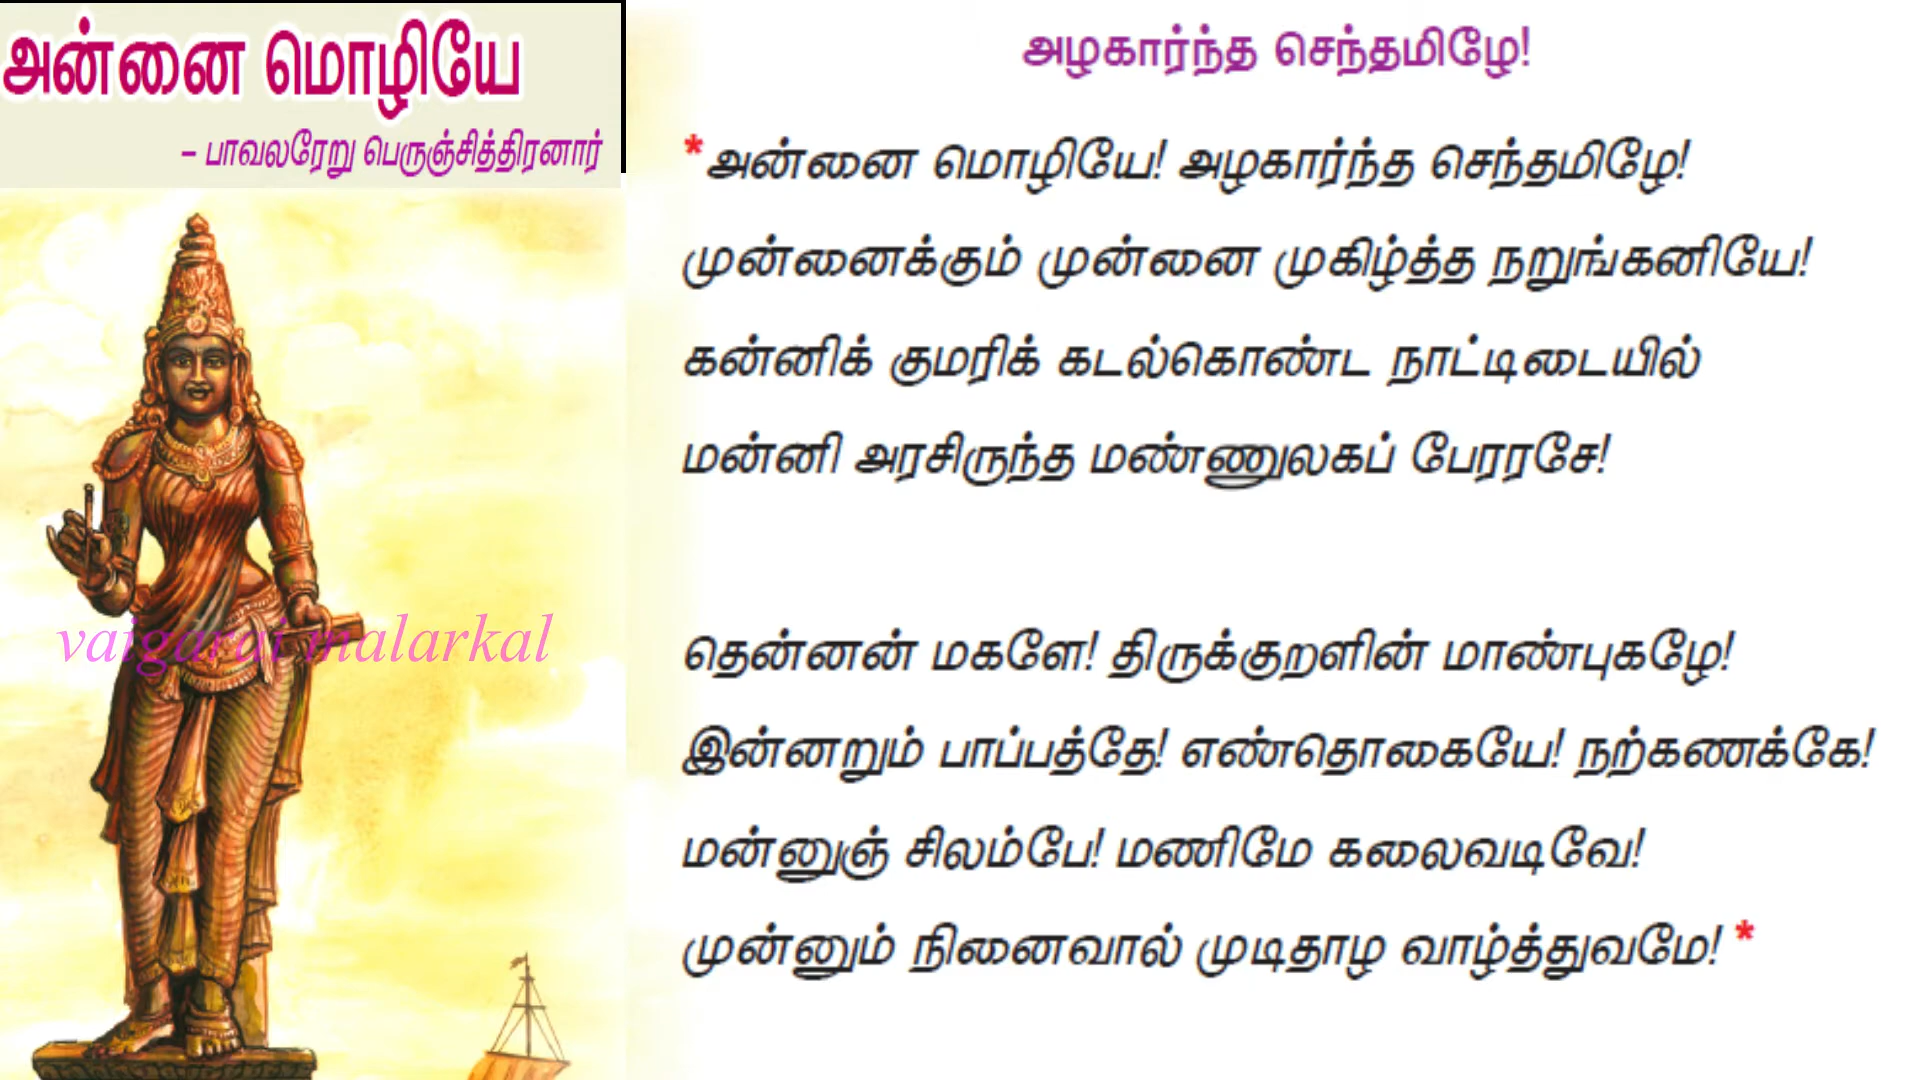 அன்னை மொழியே
– பாவலரேறு பெருஞ்சித்திரனார்
vaigarai malarkal
அழகார்ந்த செந்தமிழே!
*அன்னை மொழியே! அழகார்ந்த செந்தமிழே!
முன்னைக்கும் முன்னை முகிழ்த்த நறுங்கனியே!
கன்னிக் குமரிக் கடல்கொண்ட நாட்டிடையில்
மன்னி அரசிருந்த மண்ணுலகப் பேரரசே!
தென்னன் மகளே! திருக்குறளின் மாண்புகழே!
இன்னறும் பாப்பத்தே! எண்தொகையே! நற்கணக்கே!
மன்னுஞ் சிலம்பே! மணிமே கலைவடிவே!
முன்னும் நினைவால் முடிதாழ வாழ்த்துவமே! *